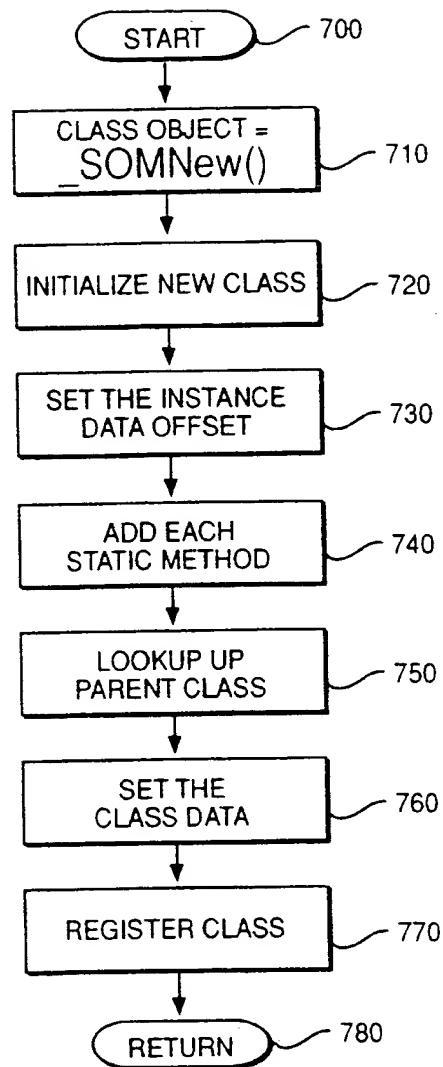 START
700
CLASS OBJECT =
_SOMNew()
710
INITIALIZE NEW CLASS
720
SET THE INSTANCE
DATA OFFSET
730
ADD EACH
STATIC METHOD
740
LOOKUP UP
PARENT CLASS
750
SET THE
CLASS DATA
760
REGISTER CLASS
770
RETURN
780